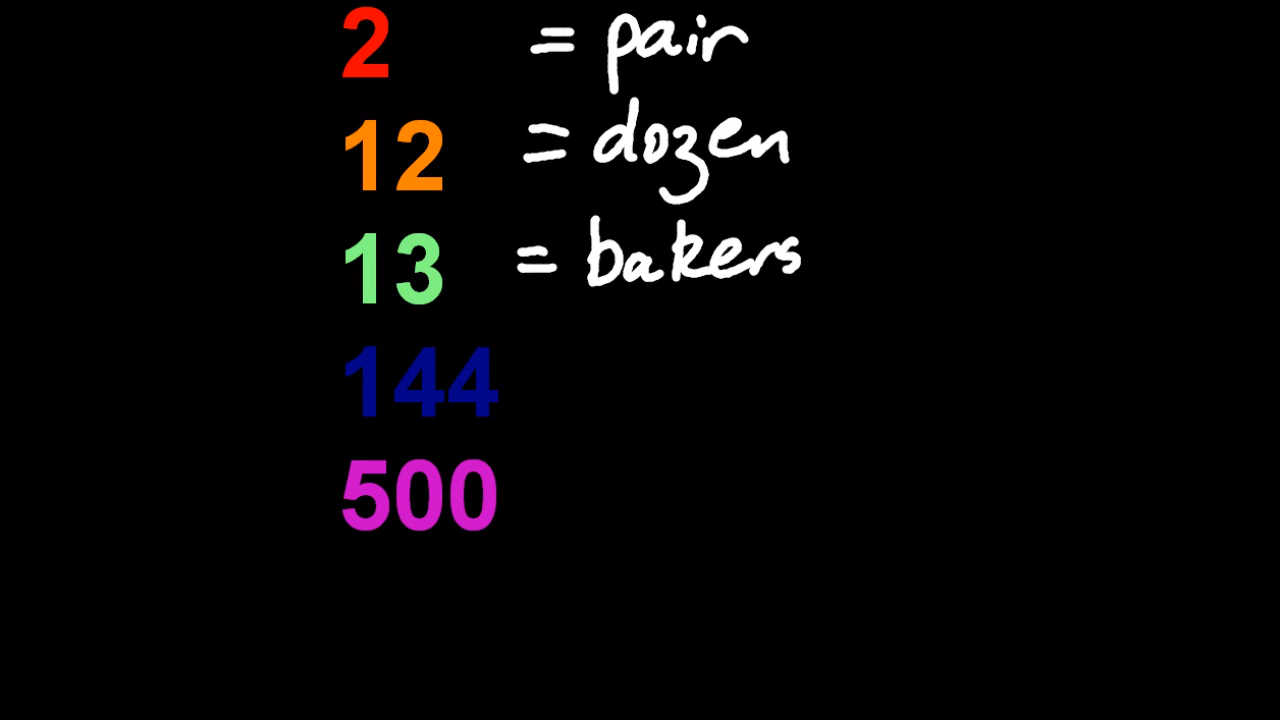 2 = pair
12 = dozen
13 = bakers
144
500